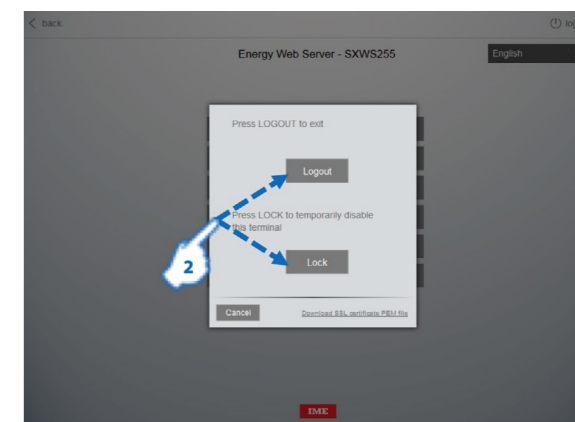 back
Energy Web Server - SXWS255
English
Press LOGOUT to exit
Logout
Press LOCK to temporarily disable
this terminal
2
Lock
Cancel
Download SSL certificate PEM file
IME